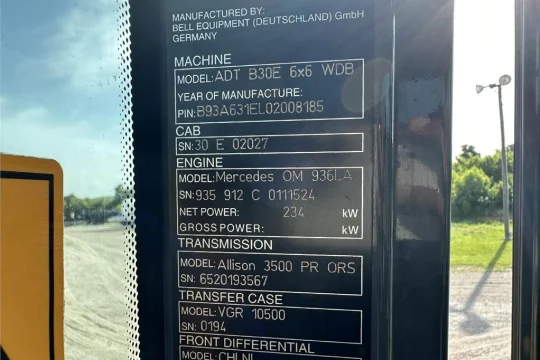 MANUFACTURED BY:
BELL EQUIPMENT (DEUTSCHLAND) GmbH
GERMANY
MACHINE
MODEL: ADT B30E 6x6 WDB
YEAR OF MANUFACTURE:
PIN: B93A631EL02008185
CAB
SN: 30 E 02027
ENGINE
MODEL: Mercedes OM 936LA
SN: 935 912 C 0111524
NET POWER: 234 kW
GROSS POWER: kW
TRANSMISSION
MODEL: Allison 3500 PR ORS
SN: 6520193567
TRANSFER CASE
MODEL: VGR 10500
SN: 0194
FRONT DIFFERENTIAL
MODEL: